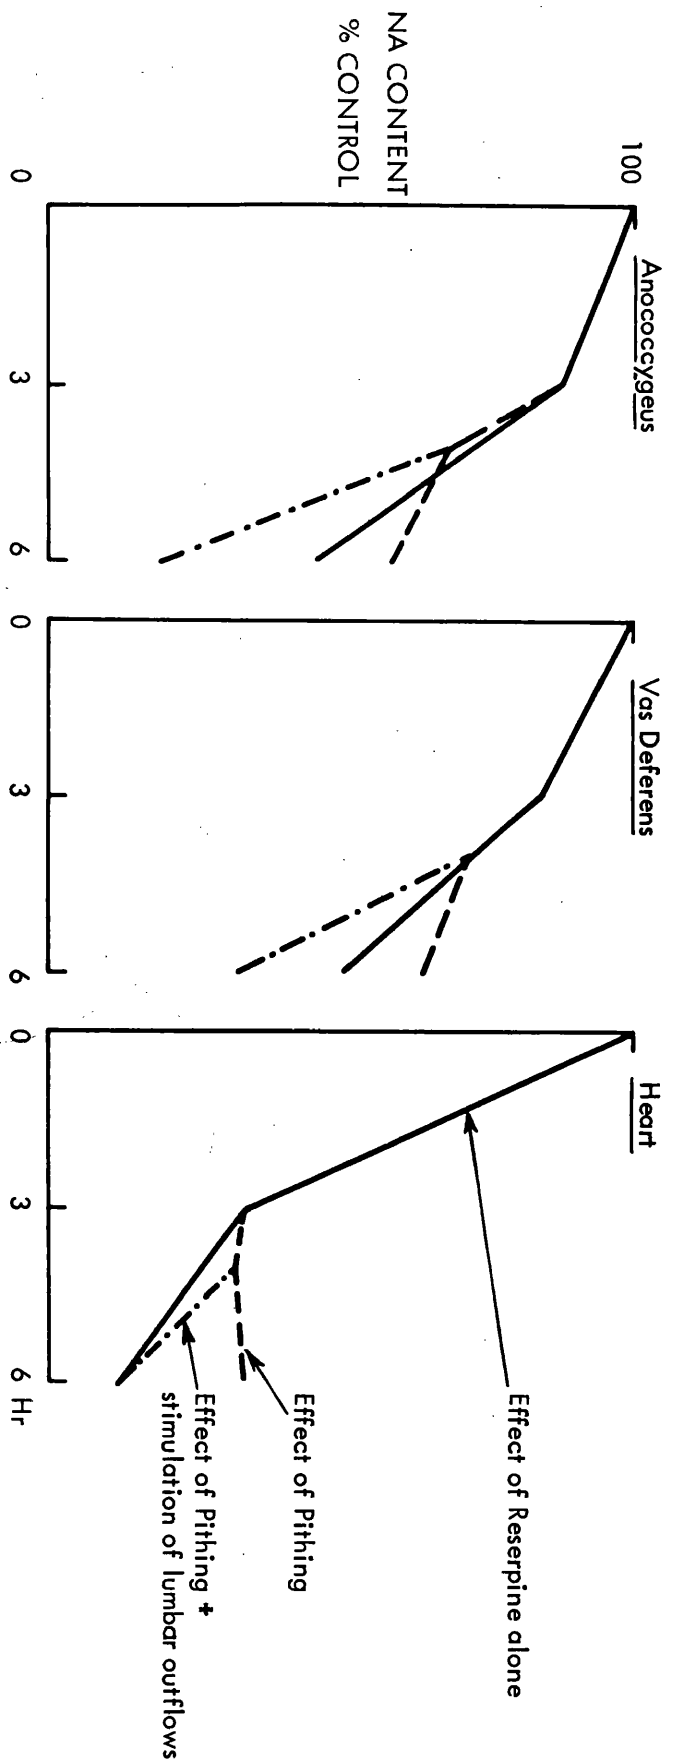 Anococcygeus
Vas Deferens
Heart
100
NA CONTENT
% CONTROL
0
3
6
0
3
6
0
3
6 Hr
Effect of Reserpine alone
Effect of Pithing
Effect of Pithing +
stimulation of lumbar outflows